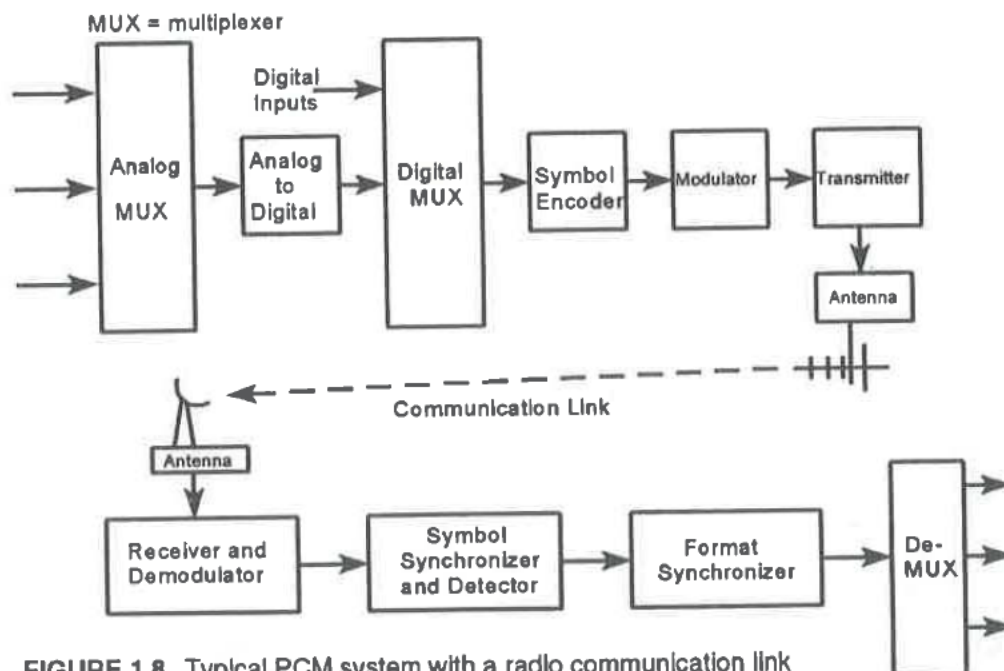 MUX = multiplexer
Analog
MUX
Digital
Inputs
Analog
to
Digital
Digital
MUX
Symbol
Encoder
Modulator
Transmitter
Antenna
Communication Link
Antenna
Receiver and
Demodulator
Symbol
Synchronizer
and Detector
Format
Synchronizer
De-
MUX
FIGURE 1.8 Typical PCM system with a radio communication link